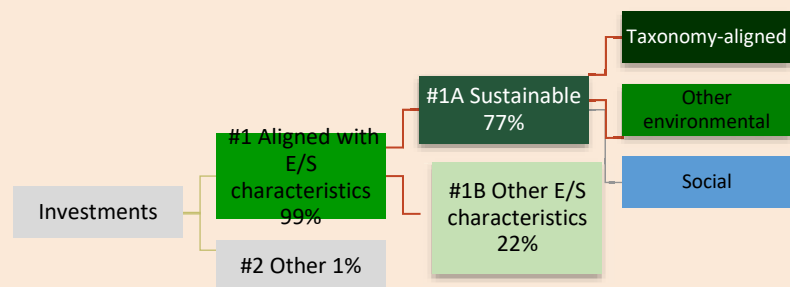 Investments
#1 Aligned with
E/S
characteristics
99%
#2 Other 1%
#1A Sustainable
77%
#1B Other E/S
characteristics
22%
Taxonomy-aligned
Other
environmental
Social